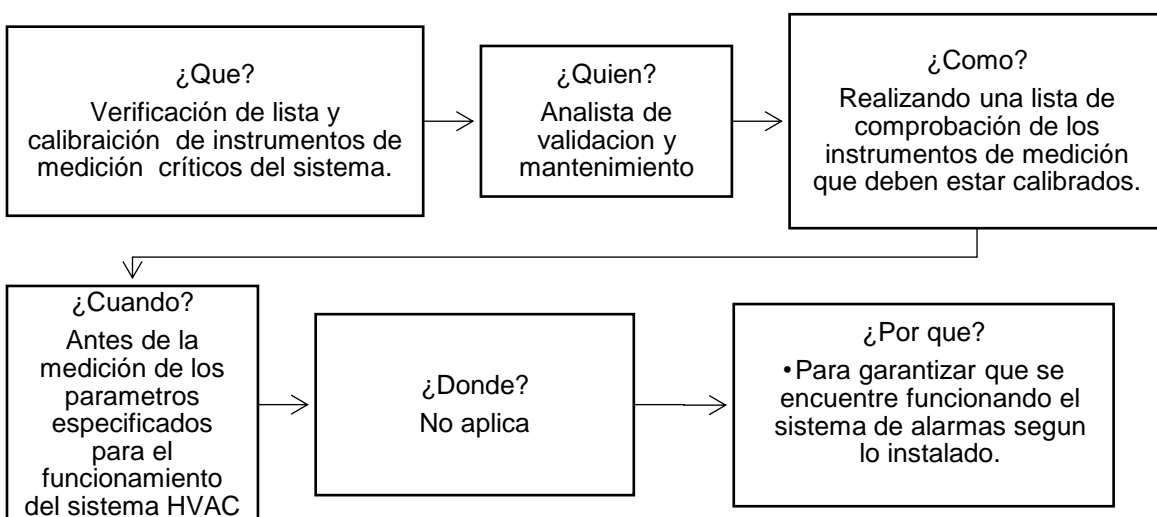 ¿Que?
Verificación de lista y
calibraición de instrumentos de
medición críticos del sistema.
¿Quien?
Analista de
validacion y
mantenimiento
¿Como?
Realizando una lista de
comprobación de los
instrumentos de medición
que deben estar calibrados.
¿Cuando?
Antes de la
medición de los
parametros
especificados
para el
funcionamiento
del sistema HVAC
¿Donde?
No aplica
¿Por que?
•Para garantizar que se
encuentre funcionando el
sistema de alarmas segun
lo instalado.